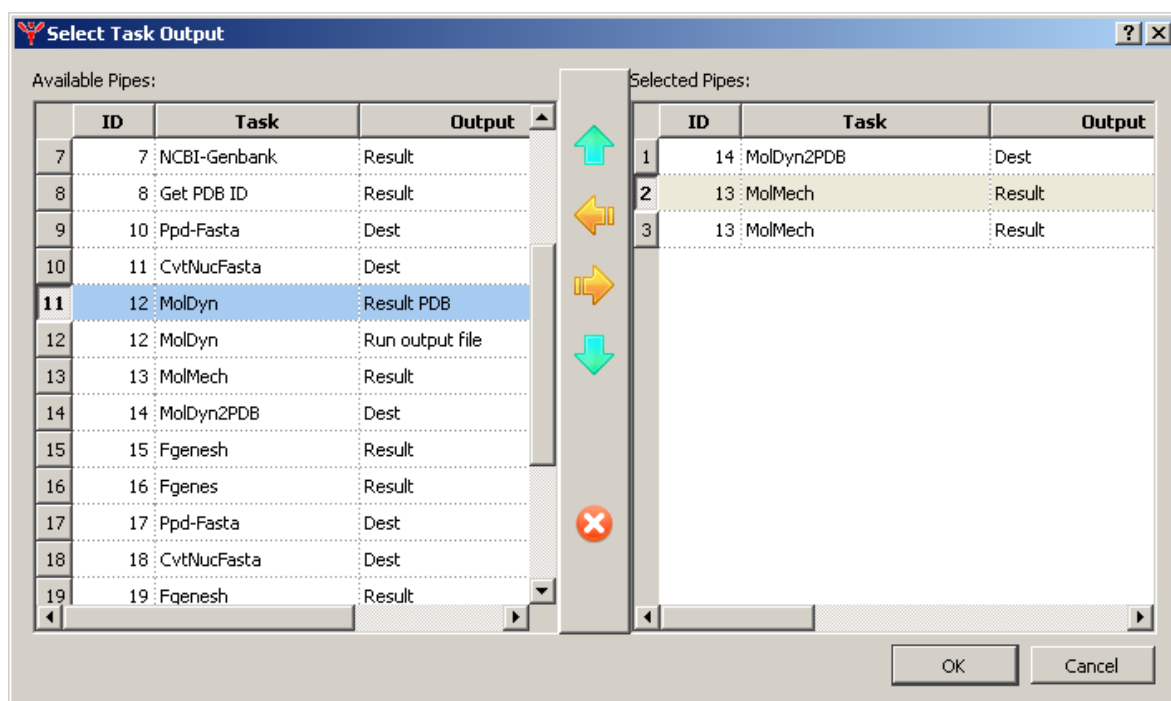 Select Task Output
Available Pipes:
ID Task Output
7 7 NCBI-Genbank Result
8 8 Get PDB ID Result
9 10 Ppd-Fasta Dest
10 11 CvtNucFasta Dest
11 12 MolDyn Result PDB
12 12 MolDyn Run output file
13 13 MolMech Result
14 14 MolDyn2PDB Dest
15 15 Fgenesh Result
16 16 Fgenes Result
17 17 Ppd-Fasta Dest
18 18 CvtNucFasta Dest
19 19 Fgenesh Result
Selected Pipes:
ID Task Output
1 14 MolDyn2PDB Dest
2 13 MolMech Result
3 13 MolMech Result
OK Cancel